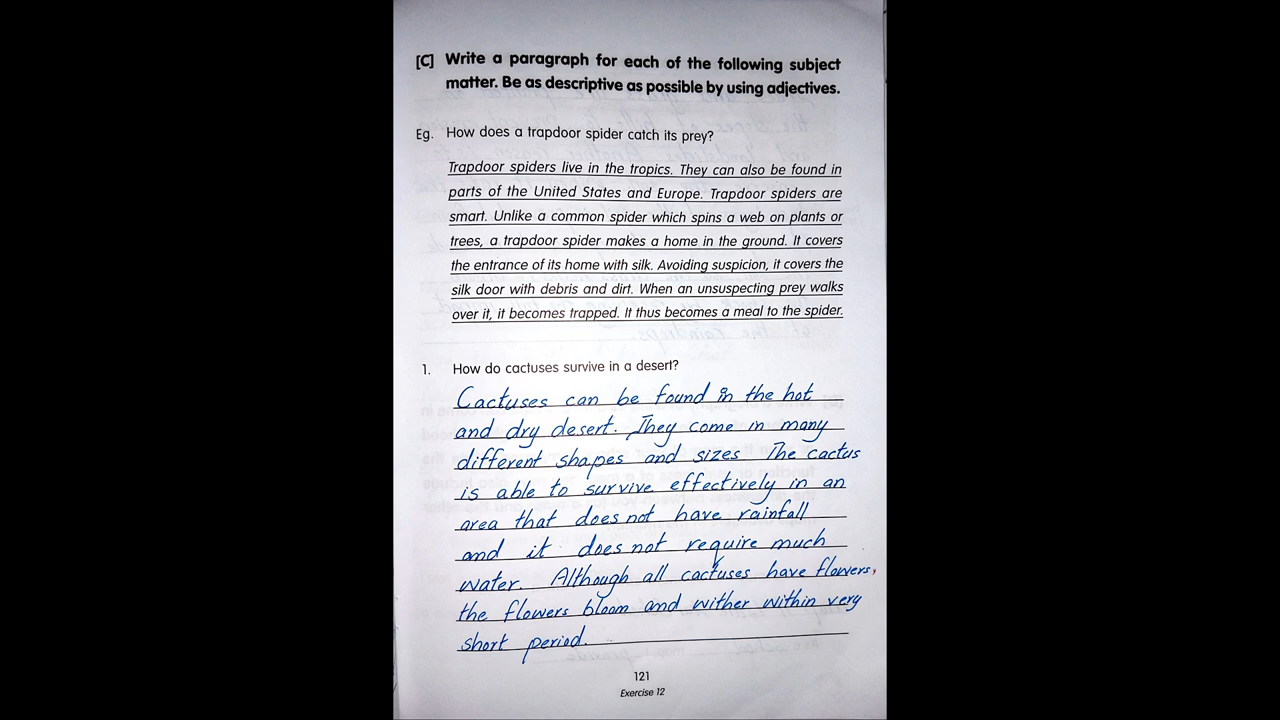 [C] Write a paragraph for each of the following subject
matter. Be as descriptive as possible by using adjectives.
Eg. How does a trapdoor spider catch its prey?
Trapdoor spiders live in the tropics. They can also be found in
parts of the United States and Europe. Trapdoor spiders are
smart. Unlike a common spider which spins a web on plants or
trees, a trapdoor spider makes a home in the ground. It covers
the entrance of its home with silk. Avoiding suspicion, it covers the
silk door with debris and dirt. When an unsuspecting prey walks
over it, it becomes trapped. It thus becomes a meal to the spider.
1. How do cactuses survive in a desert?
Cactuses can be found in the hot
and dry desert. They come in many
different shapes and sizes The cactus
is able to survive effectively in an
area that does not have rainfall
and it does not require much
water. Although all cactuses have flowers,
the flowers bloom and wither within very
short period.
121
Exercise 12